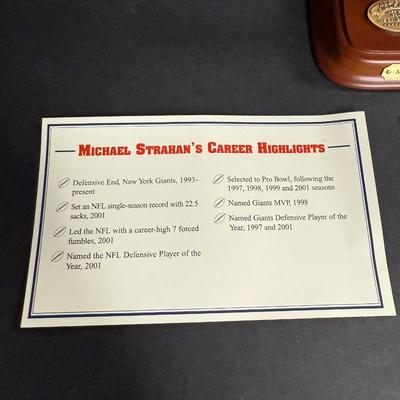 MICHAEL STRAHAN'S CAREER HIGHLIGHTS
Defensive End, New York Giants, 1993-
present
Set an NFL single-season record with 22.5
sacks, 2001
Led the NFL with a career-high 7 forced
fumbles, 2001
Named the NFL Defensive Player of the
Year, 2001
Selected to Pro Bowl, following the
1997, 1998, 1999 and 2001 seasons
Named Giants MVP, 1998
Named Giants Defensive Player of the
Year, 1997 and 2001